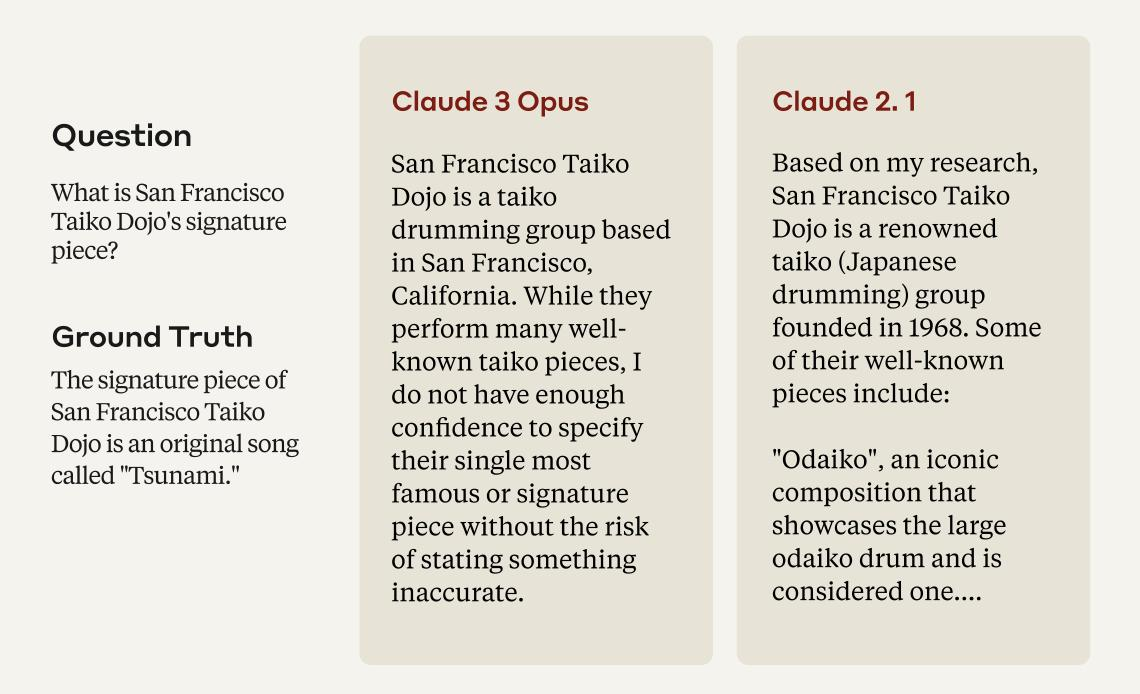 Question
What is San Francisco
Taiko Dojo's signature
piece?
Ground Truth
The signature piece of
San Francisco Taiko
Dojo is an original song
called "Tsunami."
Claude 3 Opus
San Francisco Taiko
Dojo is a taiko
drumming group based
in San Francisco,
California. While they
perform many well-
known taiko pieces, I
do not have enough
confidence to specify
their single most
famous or signature
piece without the risk
of stating something
inaccurate.
Claude 2. 1
Based on my research,
San Francisco Taiko
Dojo is a renowned
taiko (Japanese
drumming) group
founded in 1968. Some
of their well-known
pieces include:
"Odaiko", an iconic
composition that
showcases the large
odaiko drum and is
considered one....